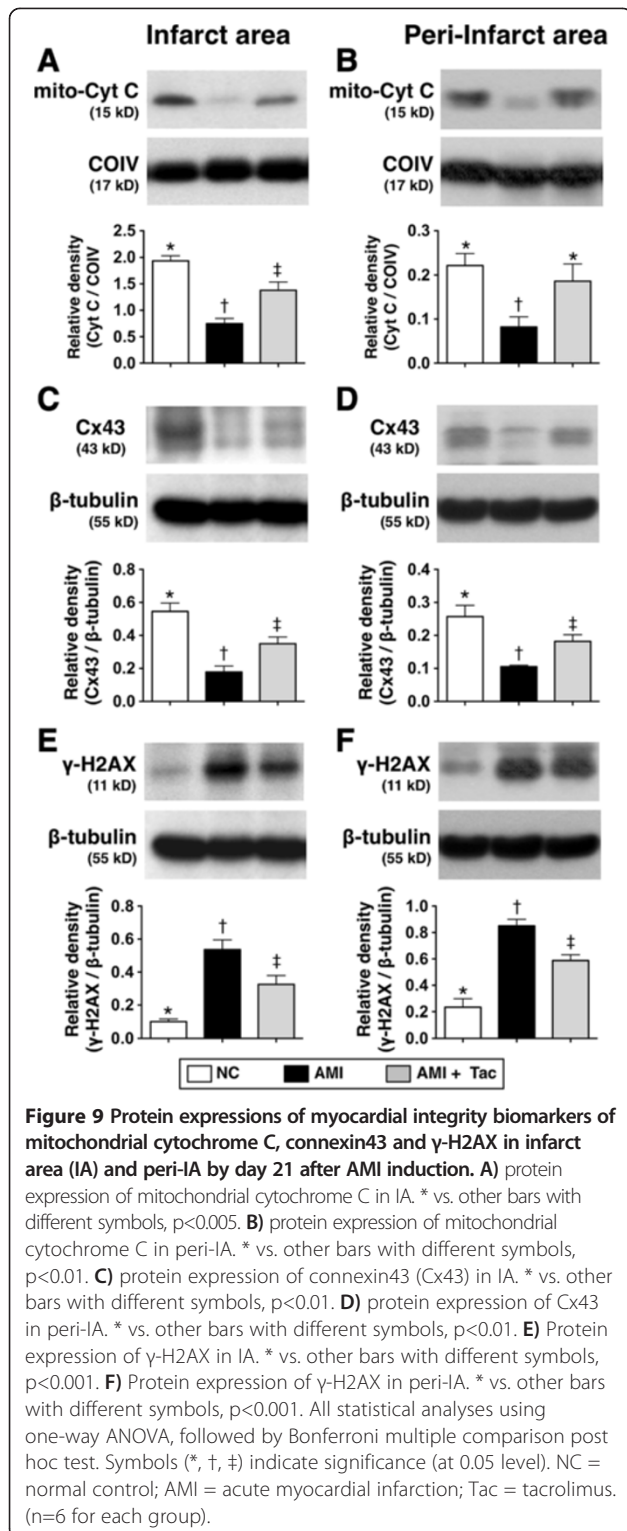 Infarct area
Peri-Infarct area
A
mito-Cyt C
(15 kD)
COIV
(17 kD)
Relative density
(Cyt C / COIV)
2.5
2.0
1.5
1.0
0.5
0.0
*
†
‡
B
mito-Cyt C
(15 kD)
COIV
(17 kD)
Relative density
(Cyt C / COIV)
0.3
0.2
0.1
0.0
*
†
*
C
Cx43
(43 kD)
β-tubulin
(55 kD)
Relative density
(Cx43 / β-tubulin)
0.6
0.4
0.2
0.0
*
†
‡
D
Cx43
(43 kD)
β-tubulin
(55 kD)
Relative density
(Cx43 / β-tubulin)
0.4
0.3
0.2
0.1
0.0
*
†
‡
E
γ-H2AX
(11 kD)
β-tubulin
(55 kD)
Relative density
(γ-H2AX / β-tubulin)
0.8
0.6
0.4
0.2
0.0
*
†
‡
F
γ-H2AX
(11 kD)
β-tubulin
(55 kD)
Relative density
(γ-H2AX / β-tubulin)
1.0
0.8
0.6
0.4
0.2
0.0
*
†
‡
NC AMI AMI + Tac
Figure 9 Protein expressions of myocardial integrity biomarkers of
mitochondrial cytochrome C, connexin43 and γ-H2AX in infarct
area (IA) and peri-IA by day 21 after AMI induction. A) protein
expression of mitochondrial cytochrome C in IA. * vs. other bars with
different symbols, p<0.005. B) protein expression of mitochondrial
cytochrome C in peri-IA. * vs. other bars with different symbols,
p<0.01. C) protein expression of connexin43 (Cx43) in IA. * vs. other
bars with different symbols, p<0.01. D) protein expression of Cx43
in peri-IA. * vs. other bars with different symbols, p<0.01. E) Protein
expression of γ-H2AX in IA. * vs. other bars with different symbols,
p<0.001. F) Protein expression of γ-H2AX in peri-IA. * vs. other bars
with different symbols, p<0.001. All statistical analyses using
one-way ANOVA, followed by Bonferroni multiple comparison post
hoc test. Symbols (*, †, ‡) indicate significance (at 0.05 level). NC =
normal control; AMI = acute myocardial infarction; Tac = tacrolimus.
(n=6 for each group).